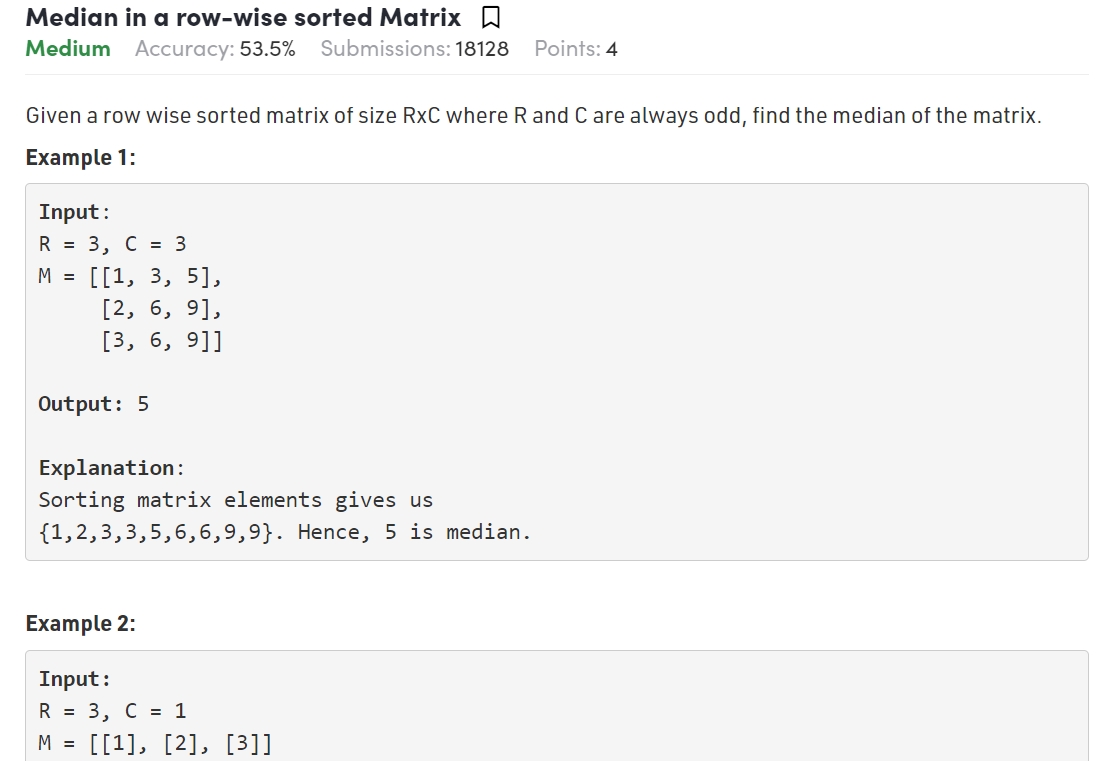 Median in a row-wise sorted Matrix
Medium Accuracy: 53.5% Submissions: 18128 Points: 4
Given a row wise sorted matrix of size RxC where R and C are always odd, find the median of the matrix.
Example 1:
Input:
R = 3, C = 3
M = [[1, 3, 5],
     [2, 6, 9],
     [3, 6, 9]]
Output: 5
Explanation:
Sorting matrix elements gives us
{1,2,3,3,5,6,6,9,9}. Hence, 5 is median.
Example 2:
Input:
R = 3, C = 1
M = [[1], [2], [3]]